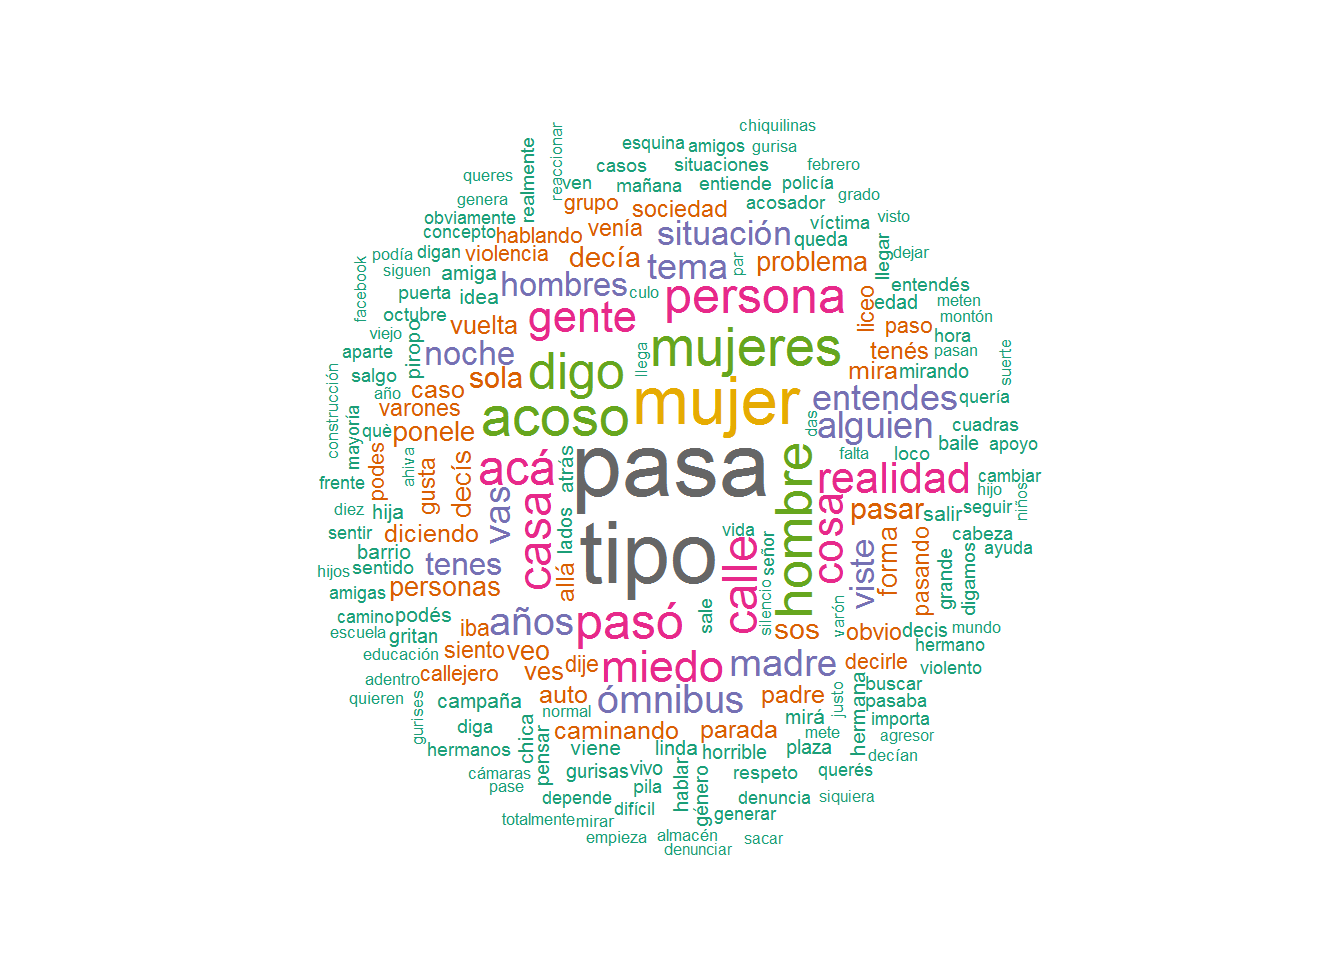 chiquilinas
esquina amigos gurisa
reaccionar
realmente
casos situaciones febrero
queres ven mañana entiende policía grado
genera grupo sociedad acosador
obviamente víctima visto
concepto hablando venía situación queda
podía digan violencia decía tema par problema llegar dejar
siguen amiga hombres culo persona entendés
facebook
puerta idea edad meten
octubre vuelta gente liceo paso montón
viejo piropo noche llega mujeres tenés hora
aparte pasan suerte
salgo sola digo mira mirando
construcción
año caso mujer entendes quería
varones acoso das alguien cuadras
mayoría què ponele baile apoyo
ahiva
podes gusta decís acá atrás pasa hombre falta loco
frente realidad cambiar
hijo niños
diez hija vas casa lados cosa pasar salir seguir
sentir diciendo tipo calle vida señor cabeza
barrio viste forma pasando grande digamos ayuda
hijos sentido tenes allá
amigas personas silencio
camino podés sale varón
escuela gritan iba años pasó sos obvio decis mundo
educación siento veo hermano
adentro callejero ves dije miedo madre decirle violento
quieren gurises campaña auto ómnibus padre justo hermana buscar
normal pasaba
diga chica caminando parada mirá mete importa
hermanos pensar viene linda horrible plaza agresor
decían
cámaras gurisas vivo hablar género respeto querés
pase pila
depende difícil denuncia siquiera
totalmente mirar generar
empieza almacén sacar
denunciar